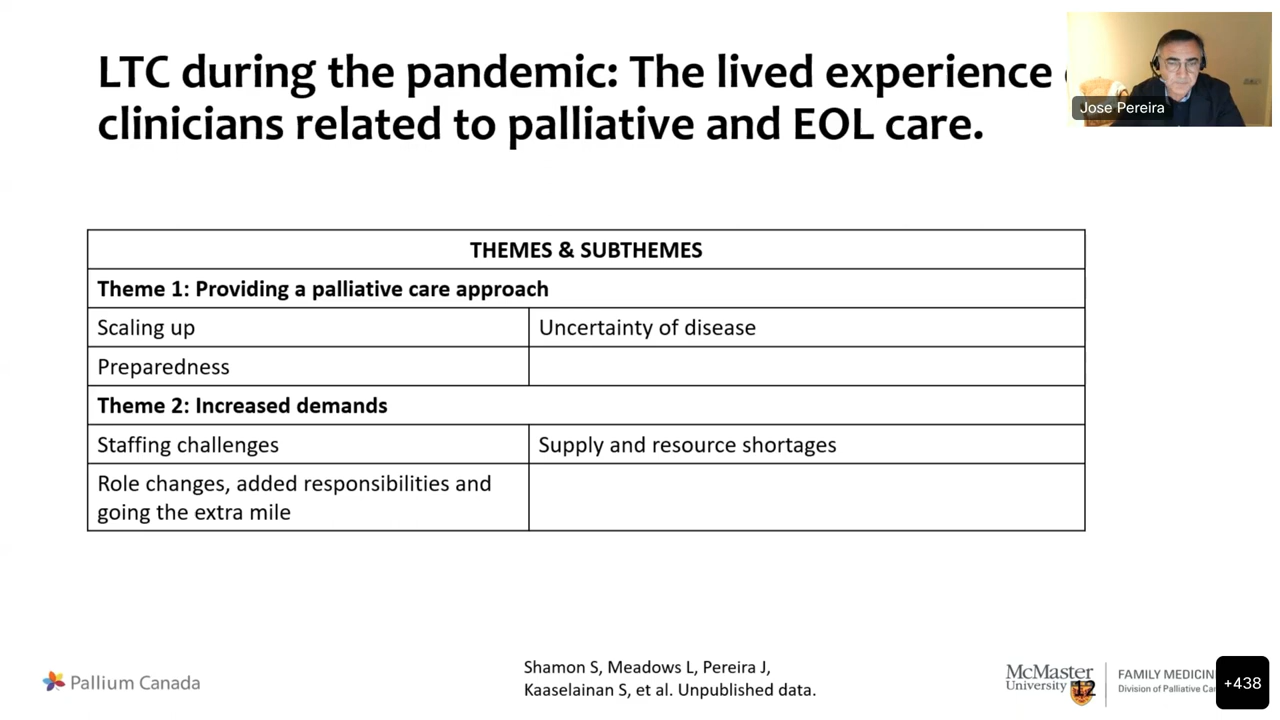 LTC during the pandemic: The lived experience
clinicians related to palliative and EOL care.
Jose Pereira
THEMES & SUBTHEMES
Theme 1: Providing a palliative care approach
Scaling up
Uncertainty of disease
Preparedness
Theme 2: Increased demands
Staffing challenges
Supply and resource shortages
Role changes, added responsibilities and
going the extra mile
Pallium Canada
Shamon S, Meadows L, Pereira J,
Kaaselainan S, et al. Unpublished data.
McMaster
University
12
FAMILY MEDICIN
Division of Palliative Car
+438